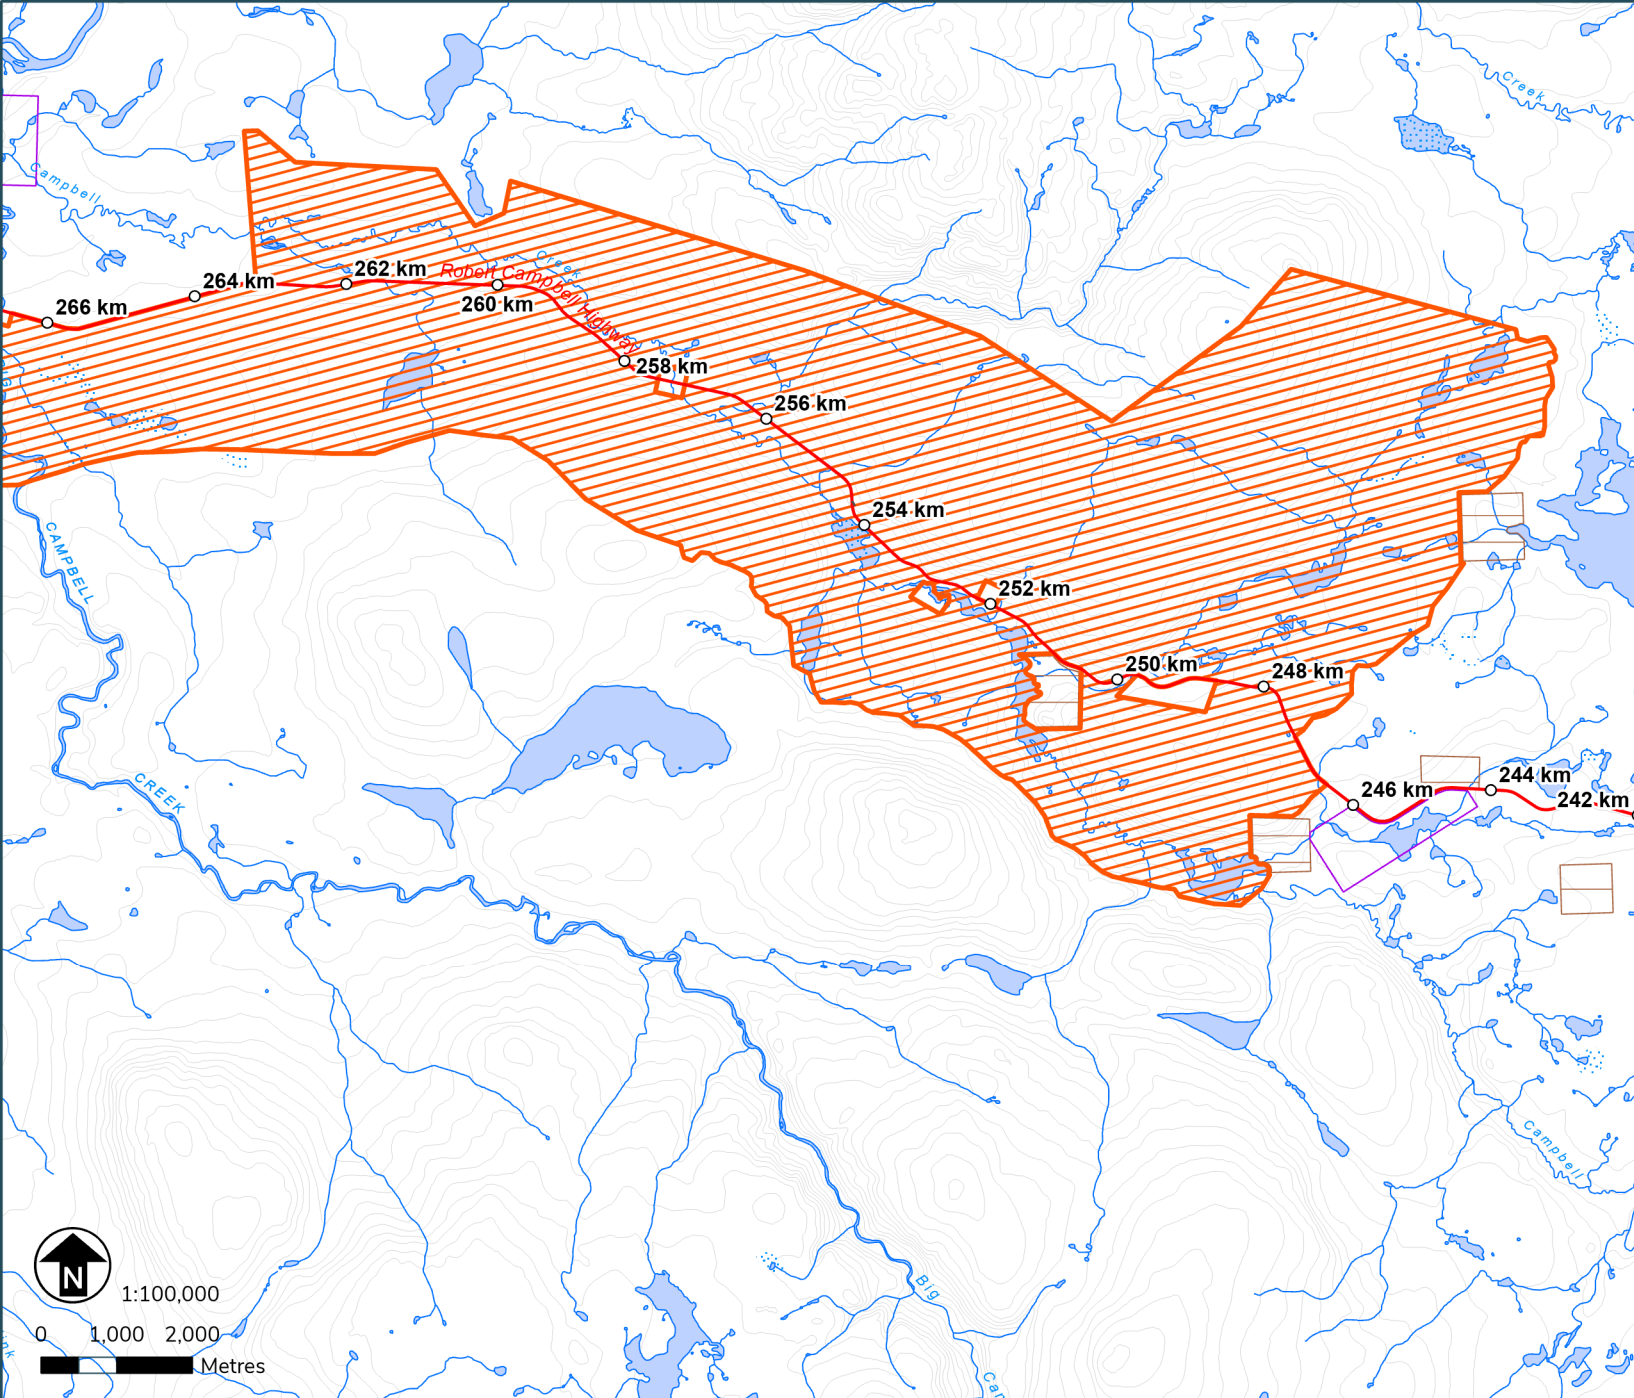 Creek
Campbell
Creek
266 km
264 km
262 km
Robert Campbell Highway
260 km
258 km
256 km
254 km
252 km
250 km
248 km
246 km
244 km
242 km
CAMPBELL
CREEK
Campbell
Big
N
1:100,000
0 1,000 2,000
Metres